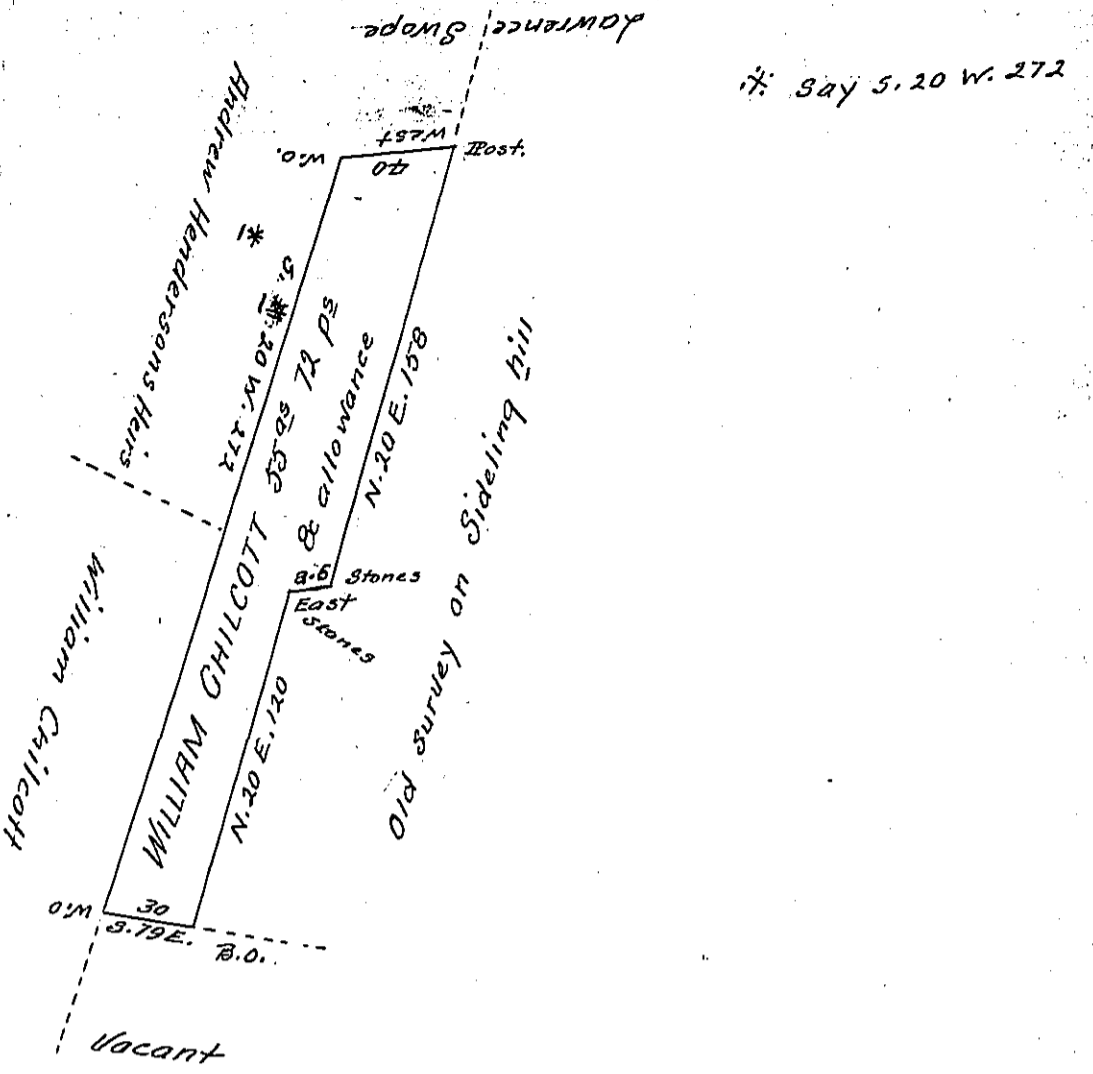 Lawrence Swope
※ Say S. 20 W. 272
Andrew Hendersons Heirs
W.O.
West
40
Post.
*1
S. 20 W. 272
WILLIAM CHILCOTT 55 as 72 ps
& allowance
N. 20 E. 158
Old Survey on Sideling hill
Stones
East
Stones
N. 20 E. 120
William Chilcott
W.O
30
S. 79 E.
B.O.
Vacant